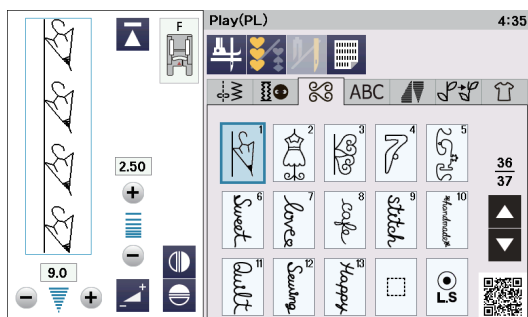 F
Play(PL)
4:35
ABC
2.50
9.0
1
2
3
4
5
36
37
Sweet 6
love 7
cafe 8
stitch 9
*handmade* 10
Quilt 11
Sewing 12
Happy 13
L.S